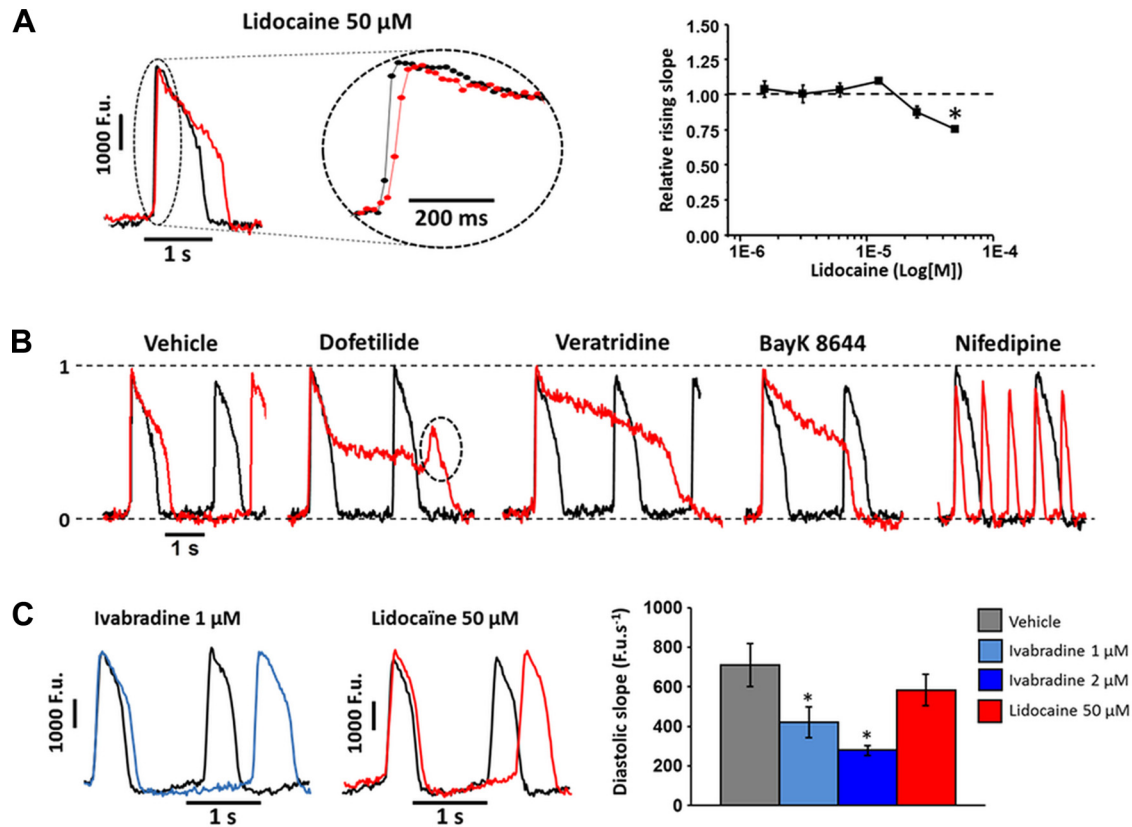 A
Lidocaine 50 µM
1000 F.u.
1 s
200 ms
Relative rising slope
1.50
1.25
1.00
0.75
0.50
0.25
0.00
*
1E-6
1E-5
1E-4
Lidocaine (Log[M])
B
Vehicle
Dofetilide
Veratridine
BayK 8644
Nifedipine
1
0
1 s
C
Ivabradine 1 µM
1000 F.u.
1 s
Lidocaïne 50 µM
1000 F.u.
1 s
Diastolic slope (F.u.s⁻¹)
1000
800
600
400
200
0
*
*
Vehicle
Ivabradine 1 µM
Ivabradine 2 µM
Lidocaine 50 µM